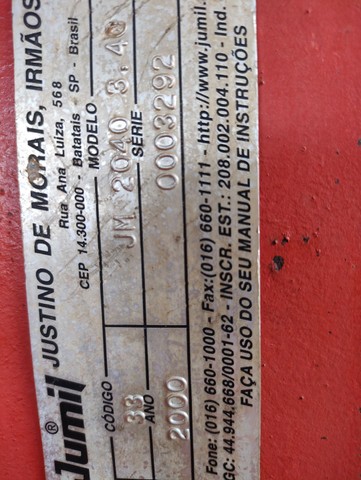 Jumil®
JUSTINO DE MORAIS, IRMÃOS
Rua Ana Luiza, 568
CEP 14.300-000 - Batatais - SP - Brasil
CÓDIGO
MODELO
33
JM 2040 3.40
ANO
SÉRIE
2000
0003292
Fone: (016) 660-1000 - Fax:(016) 660-1111 - http://www.jumil.
GC: 44.944.668/0001-62 - INSCR. EST.: 208.002.004.110 - Ind.
FAÇA USO DO SEU MANUAL DE INSTRUÇÕES